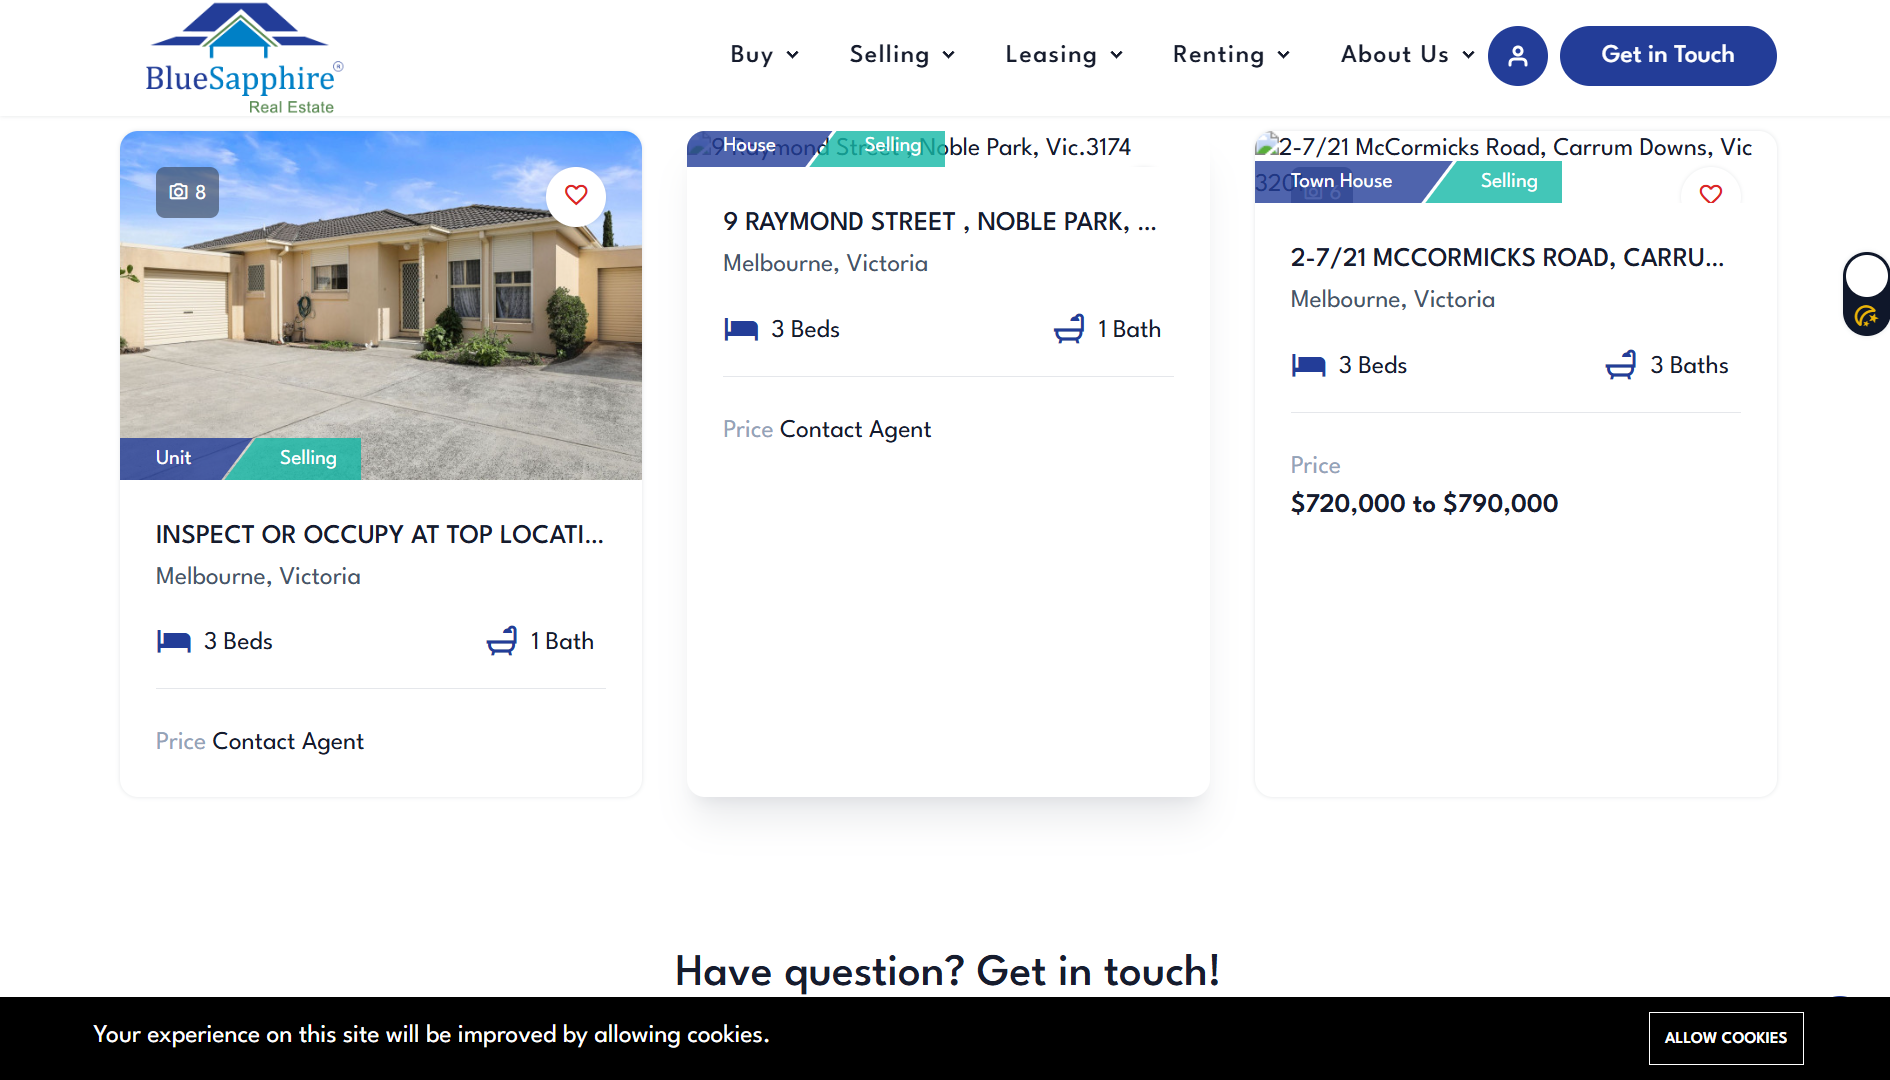 BlueSapphire®
Real Estate
Buy
Selling
Leasing
Renting
About Us
Get in Touch
8
Unit
Selling
INSPECT OR OCCUPY AT TOP LOCATI...
Melbourne, Victoria
3 Beds
1 Bath
Price Contact Agent
9 Raymond Street, Noble Park, Vic.3174
House
Selling
9 RAYMOND STREET , NOBLE PARK, ...
Melbourne, Victoria
3 Beds
1 Bath
Price Contact Agent
2-7/21 McCormicks Road, Carrum Downs, Vic
320
6
Town House
Selling
2-7/21 MCCORMICKS ROAD, CARRU...
Melbourne, Victoria
3 Beds
3 Baths
Price
$720,000 to $790,000
Have question? Get in touch!
Your experience on this site will be improved by allowing cookies.
ALLOW COOKIES